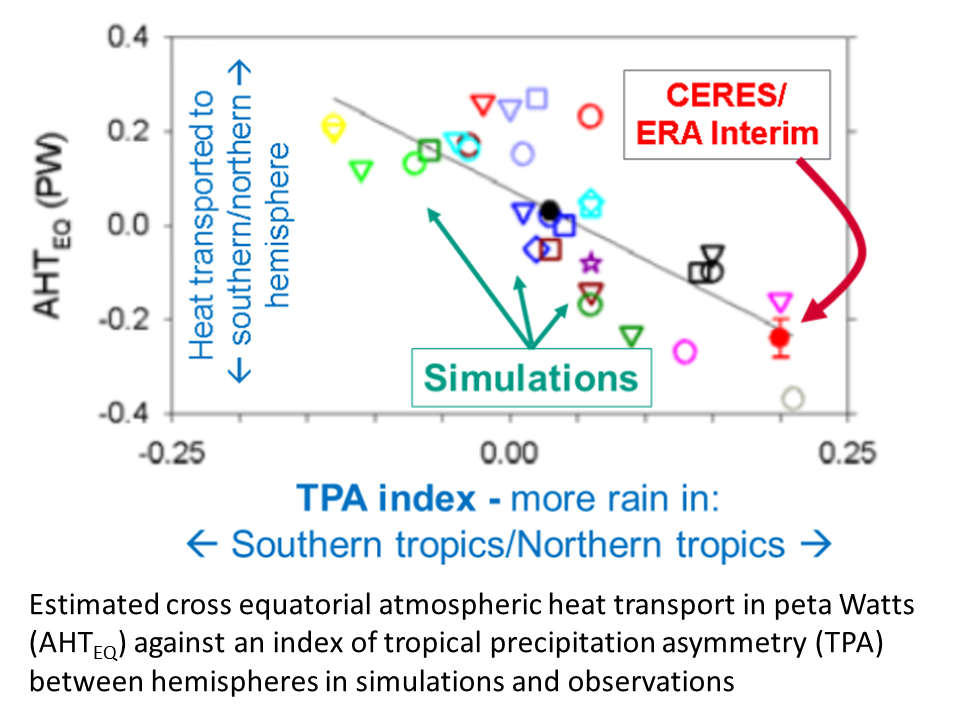 0.4
0.2
0.0
-0.2
-0.4
AHTEQ (PW)
Heat transported to
← southern/northern →
hemisphere
CERES/
ERA Interim
Simulations
-0.25
0.00
0.25
TPA index - more rain in:
← Southern tropics/Northern tropics →
Estimated cross equatorial atmospheric heat transport in peta Watts
(AHTEQ) against an index of tropical precipitation asymmetry (TPA)
between hemispheres in simulations and observations